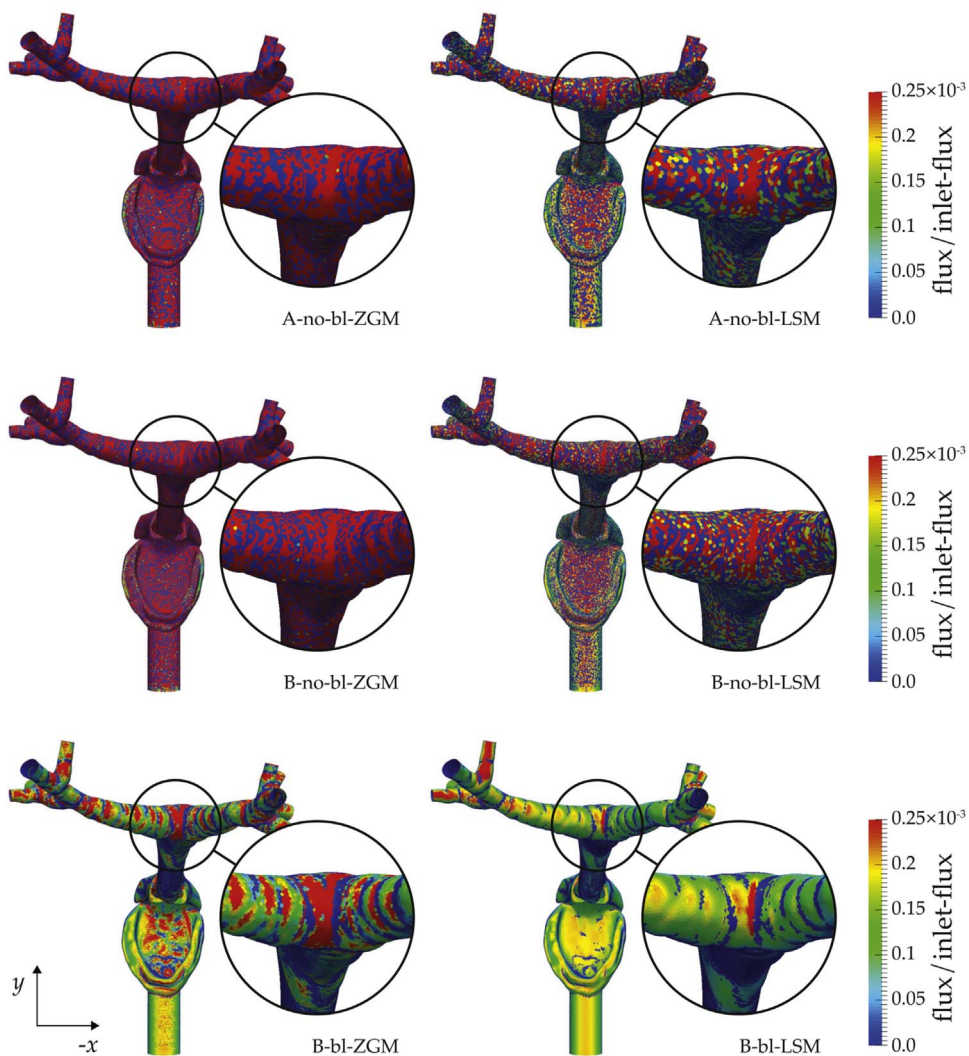 0.25×10⁻³
0.2
0.15
0.1
0.05
0.0
flux / inlet-flux
A-no-bl-ZGM
A-no-bl-LSM
0.25×10⁻³
0.2
0.15
0.1
0.05
0.0
flux / inlet-flux
B-no-bl-ZGM
B-no-bl-LSM
0.25×10⁻³
0.2
0.15
0.1
0.05
0.0
flux / inlet-flux
y
-x
B-bl-ZGM
B-bl-LSM